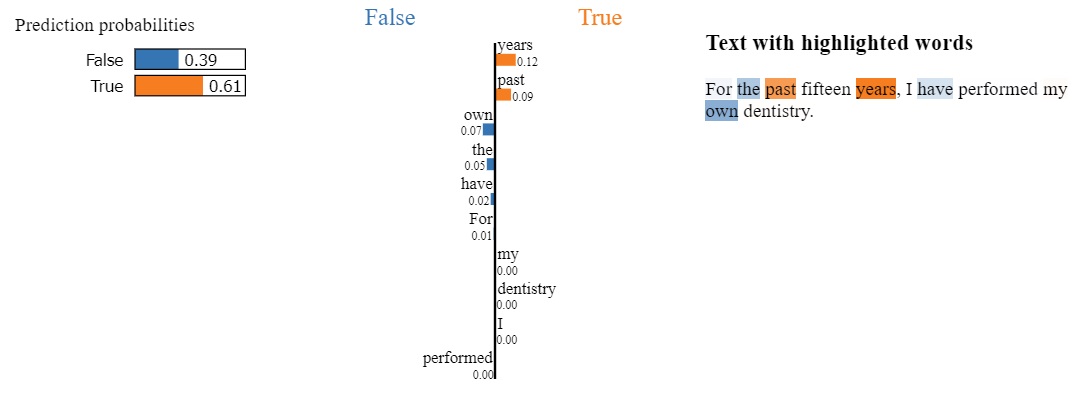 Prediction probabilities
False 0.39
True 0.61
False True
years
0.12
past
0.09
own
0.07
the
0.05
have
0.02
For
0.01
my
0.00
dentistry
0.00
I
0.00
performed
0.00
Text with highlighted words
For the past fifteen years, I have performed my
own dentistry.